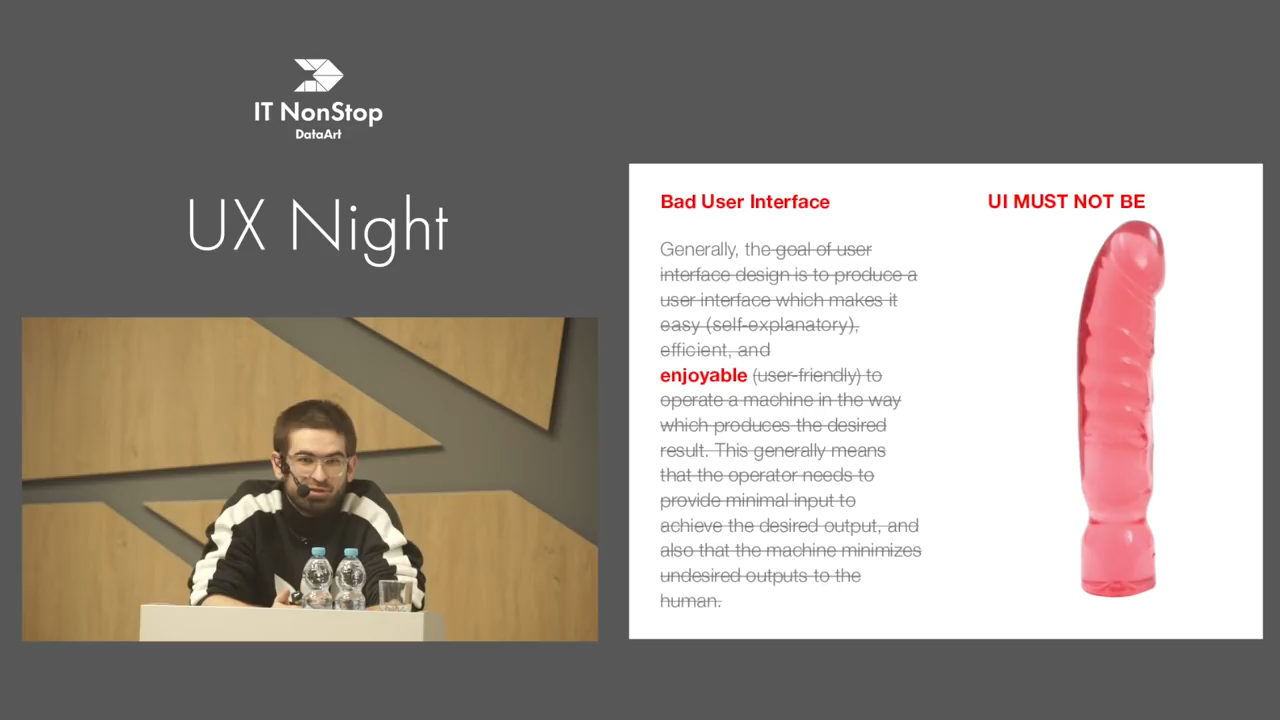 IT NonStop
DataArt
UX Night
Bad User Interface
Generally, the goal of user
interface design is to produce a
user interface which makes it
easy (self-explanatory),
efficient, and
enjoyable (user-friendly) to
operate a machine in the way
which produces the desired
result. This generally means
that the operator needs to
provide minimal input to
achieve the desired output, and
also that the machine minimizes
undesired outputs to the
human.
UI MUST NOT BE